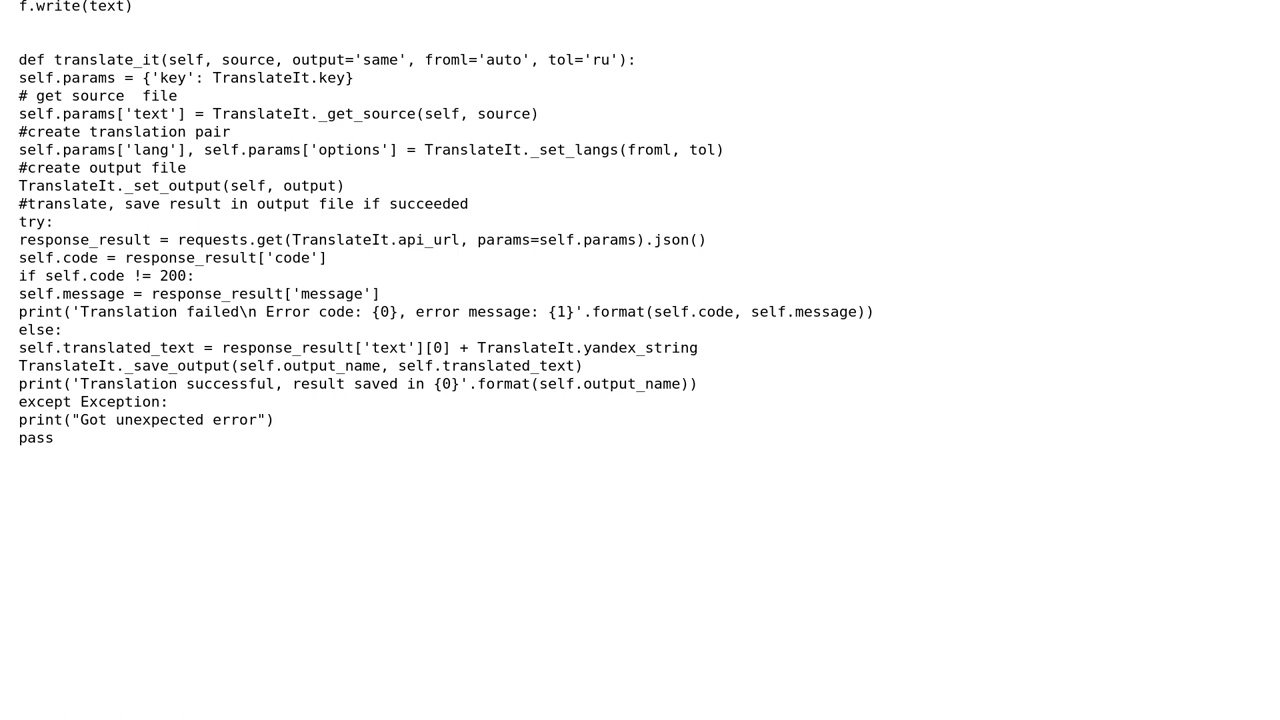 f.write(text)
def translate_it(self, source, output='same', froml='auto', tol='ru'):
self.params = {'key': TranslateIt.key}
# get source  file
self.params['text'] = TranslateIt._get_source(self, source)
#create translation pair
self.params['lang'], self.params['options'] = TranslateIt._set_langs(froml, tol)
#create output file
TranslateIt._set_output(self, output)
#translate, save result in output file if succeeded
try:
response_result = requests.get(TranslateIt.api_url, params=self.params).json()
self.code = response_result['code']
if self.code != 200:
self.message = response_result['message']
print('Translation failed\n Error code: {0}, error message: {1}'.format(self.code, self.message))
else:
self.translated_text = response_result['text'][0] + TranslateIt.yandex_string
TranslateIt._save_output(self.output_name, self.translated_text)
print('Translation successful, result saved in {0}'.format(self.output_name))
except Exception:
print("Got unexpected error")
pass